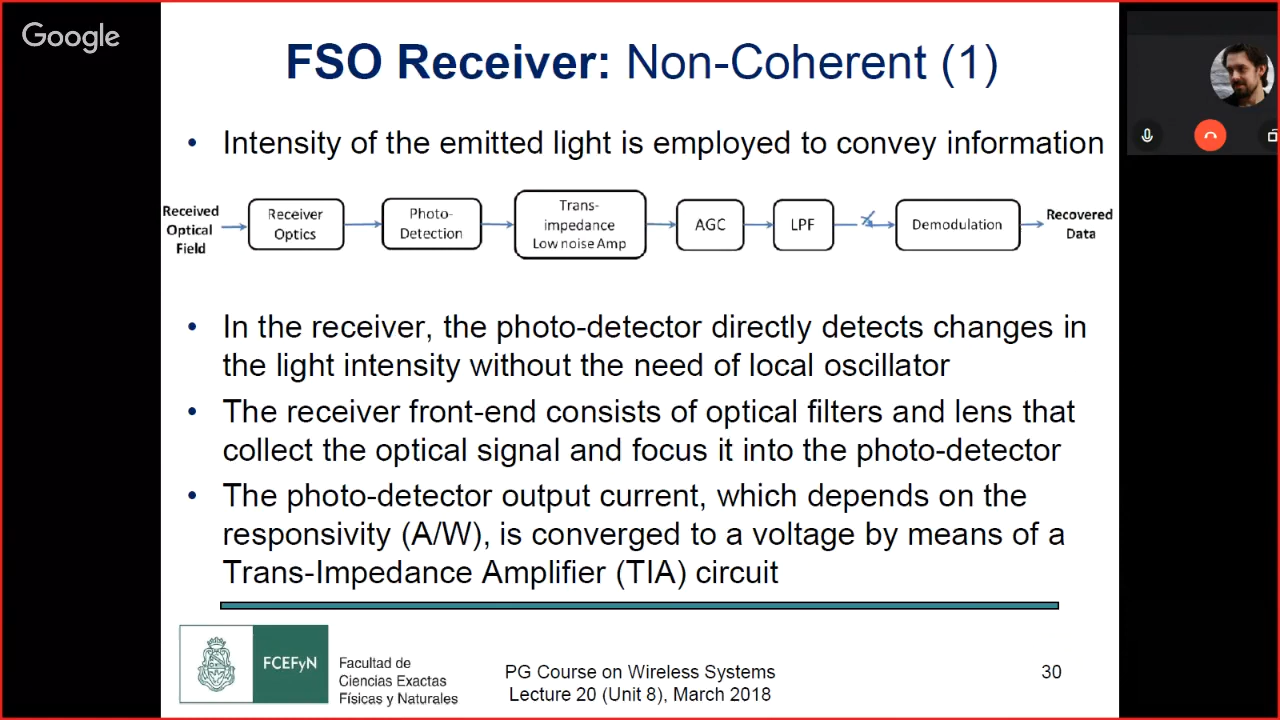 Google
FSO Receiver: Non-Coherent (1)
• Intensity of the emitted light is employed to convey information
Received
Optical
Field
Receiver
Optics
Photo-
Detection
Trans-
impedance
Low noise Amp
AGC
LPF
Demodulation
Recovered
Data
• In the receiver, the photo-detector directly detects changes in
the light intensity without the need of local oscillator
• The receiver front-end consists of optical filters and lens that
collect the optical signal and focus it into the photo-detector
• The photo-detector output current, which depends on the
responsivity (A/W), is converged to a voltage by means of a
Trans-Impedance Amplifier (TIA) circuit
FCEFyN
Facultad de
Ciencias Exactas
Físicas y Naturales
PG Course on Wireless Systems
Lecture 20 (Unit 8), March 2018
30